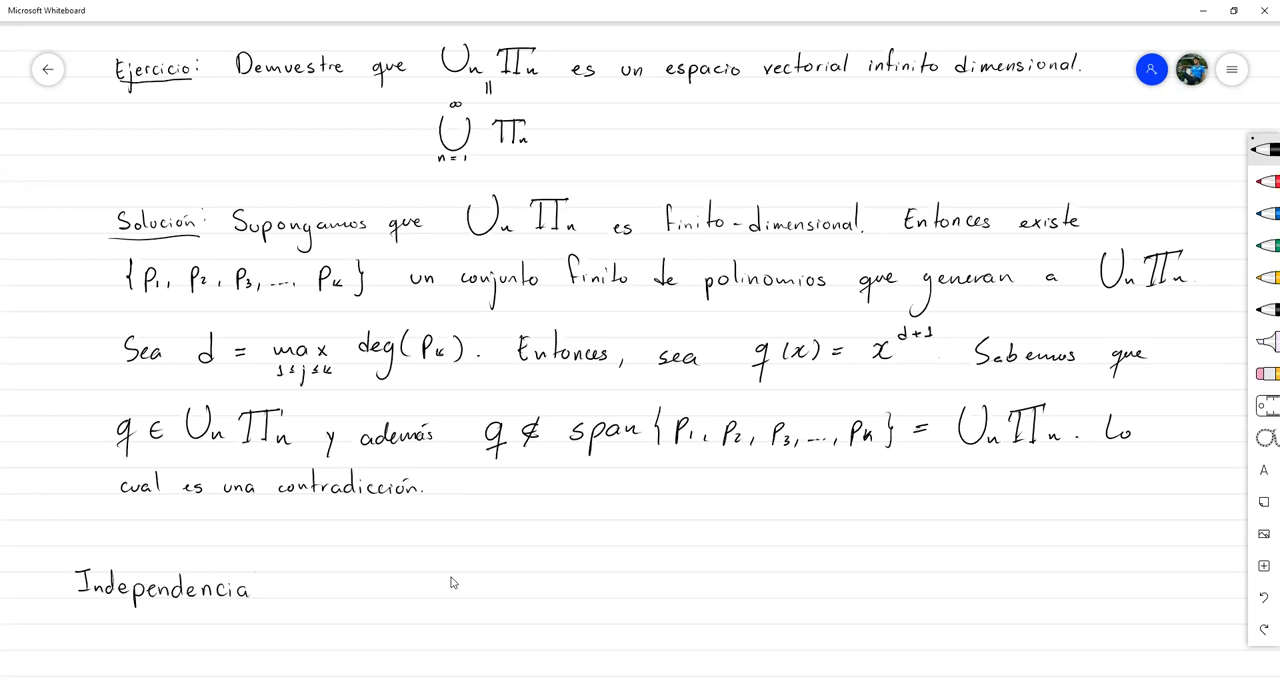 Microsoft Whiteboard
Ejercicio: Demuestre que ⋃ₙ Πₙ es un espacio vectorial infinito dimensional.
||
∞
⋃ Πₙ
n=1
Solución: Supongamos que ⋃ₙ Πₙ es finito-dimensional. Entonces existe
{p₁, p₂, p₃, ..., pₖ} un conjunto finito de polinomios que generan a ⋃ₙ Πₙ.
Sea d = max deg(pₖ). Entonces, sea q(x) = x^(d+1). Sabemos que
1≤j≤k
q ∈ ⋃ₙ Πₙ y además q ∉ span {p₁, p₂, p₃, ..., pₖ} = ⋃ₙ Πₙ. Lo
cual es una contradicción.
Independencia
A